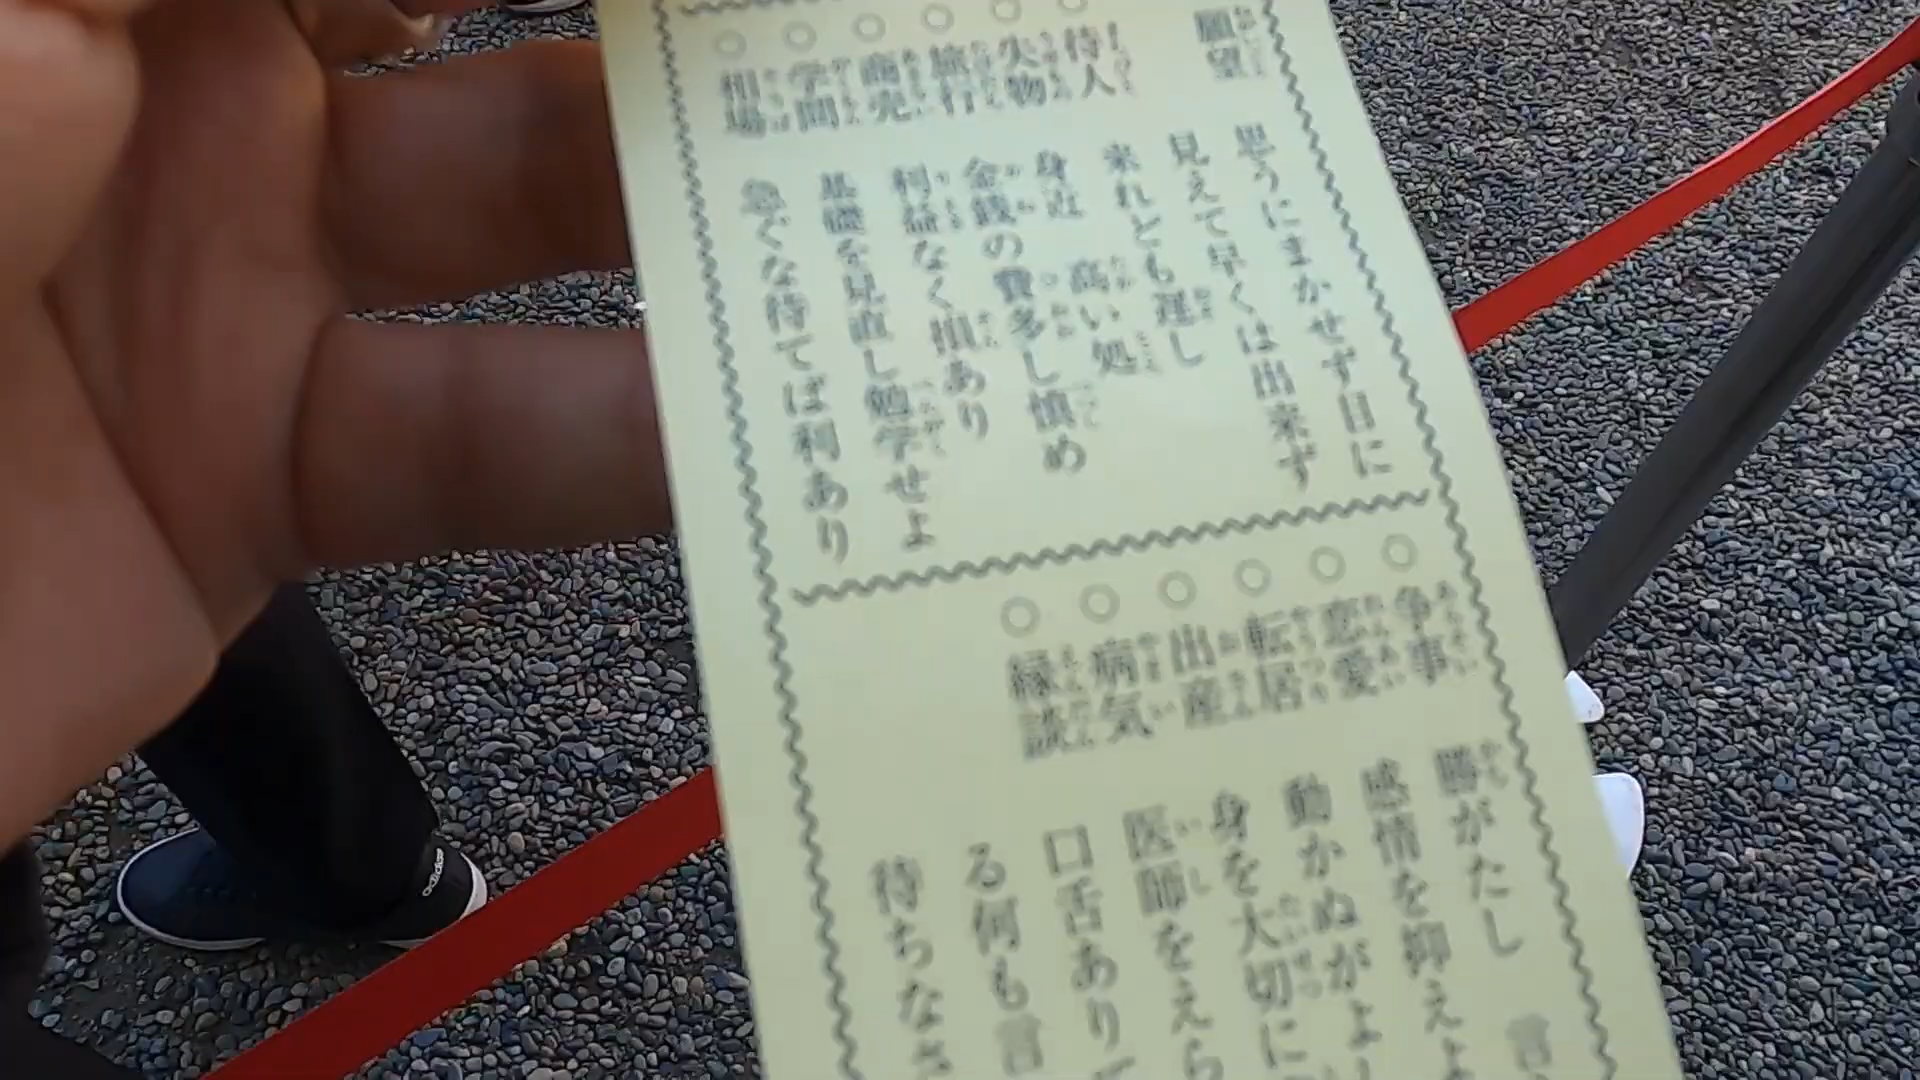 願望 思うにまかせず日に
見えて早くは出来ず
待人 来れども遅し
失物 高い処
身近
旅行 金銭の費多し慎め
商売 利益なく損あり
学問 基礎を見直し勉学せよ
相場 急ぐな待てば利あり
争事 勝がたし 言
恋愛 感情を抑えよ
転居 動かぬがよし
出産 身を大切に
病気 医師をえら
縁談 口舌あり
る何も言
待ちなさ
adidas